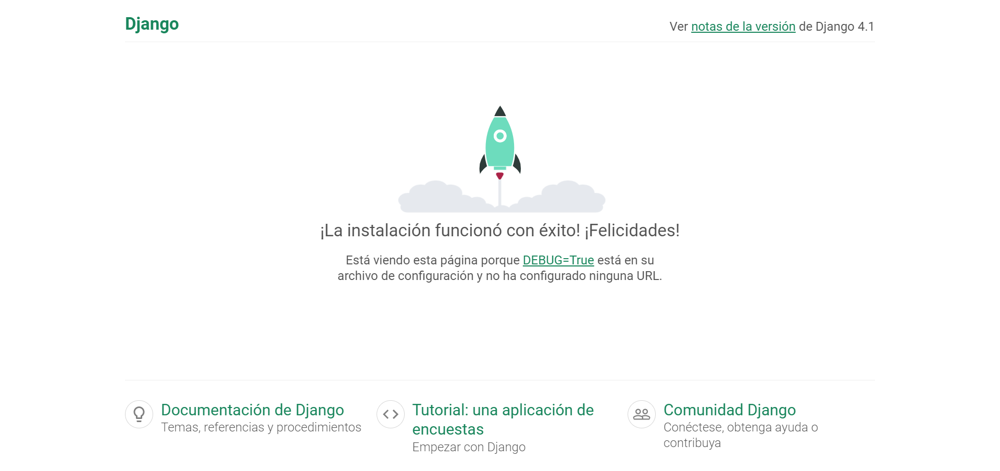 Django
Ver notas de la versión de Django 4.1
¡La instalación funcionó con éxito! ¡Felicidades!
Está viendo esta página porque DEBUG=True está en su
archivo de configuración y no ha configurado ninguna URL.
Documentación de Django
Temas, referencias y procedimientos
Tutorial: una aplicación de
encuestas
Empezar con Django
Comunidad Django
Conéctese, obtenga ayuda o
contribuya